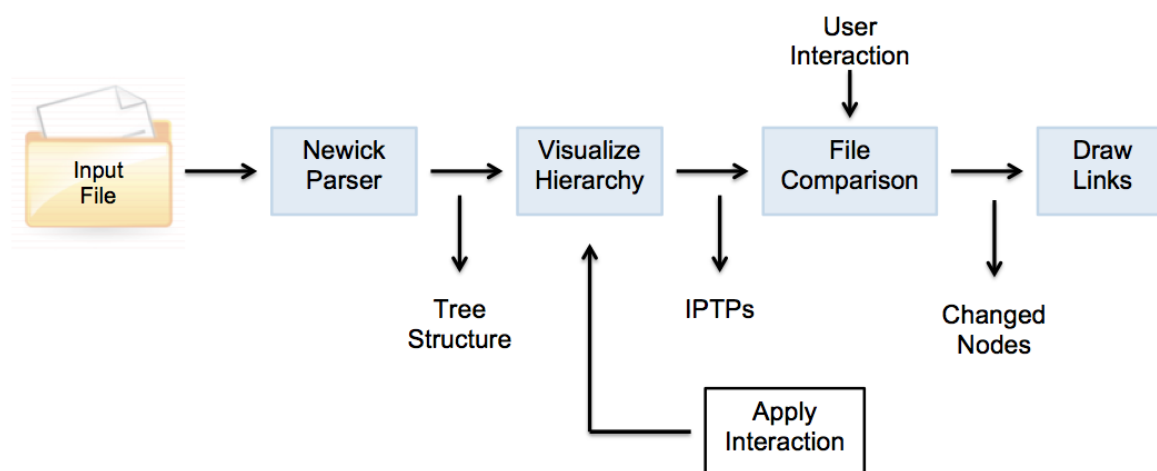 User
Interaction
Input
File
Newick
Parser
Visualize
Hierarchy
File
Comparison
Draw
Links
Tree
Structure
IPTPs
Changed
Nodes
Apply
Interaction